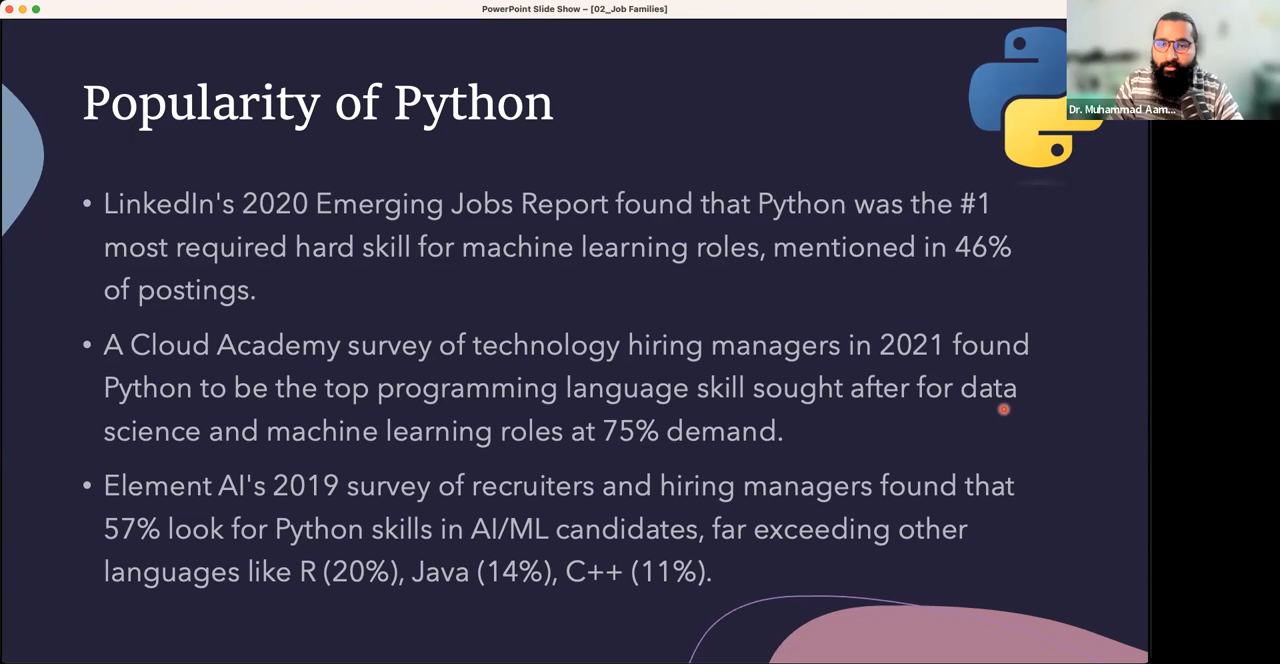 PowerPoint Slide Show – [02_Job Families]
Popularity of Python
Dr. Muhammad Aam...
• LinkedIn's 2020 Emerging Jobs Report found that Python was the #1
most required hard skill for machine learning roles, mentioned in 46%
of postings.
• A Cloud Academy survey of technology hiring managers in 2021 found
Python to be the top programming language skill sought after for data
science and machine learning roles at 75% demand.
• Element AI's 2019 survey of recruiters and hiring managers found that
57% look for Python skills in AI/ML candidates, far exceeding other
languages like R (20%), Java (14%), C++ (11%).